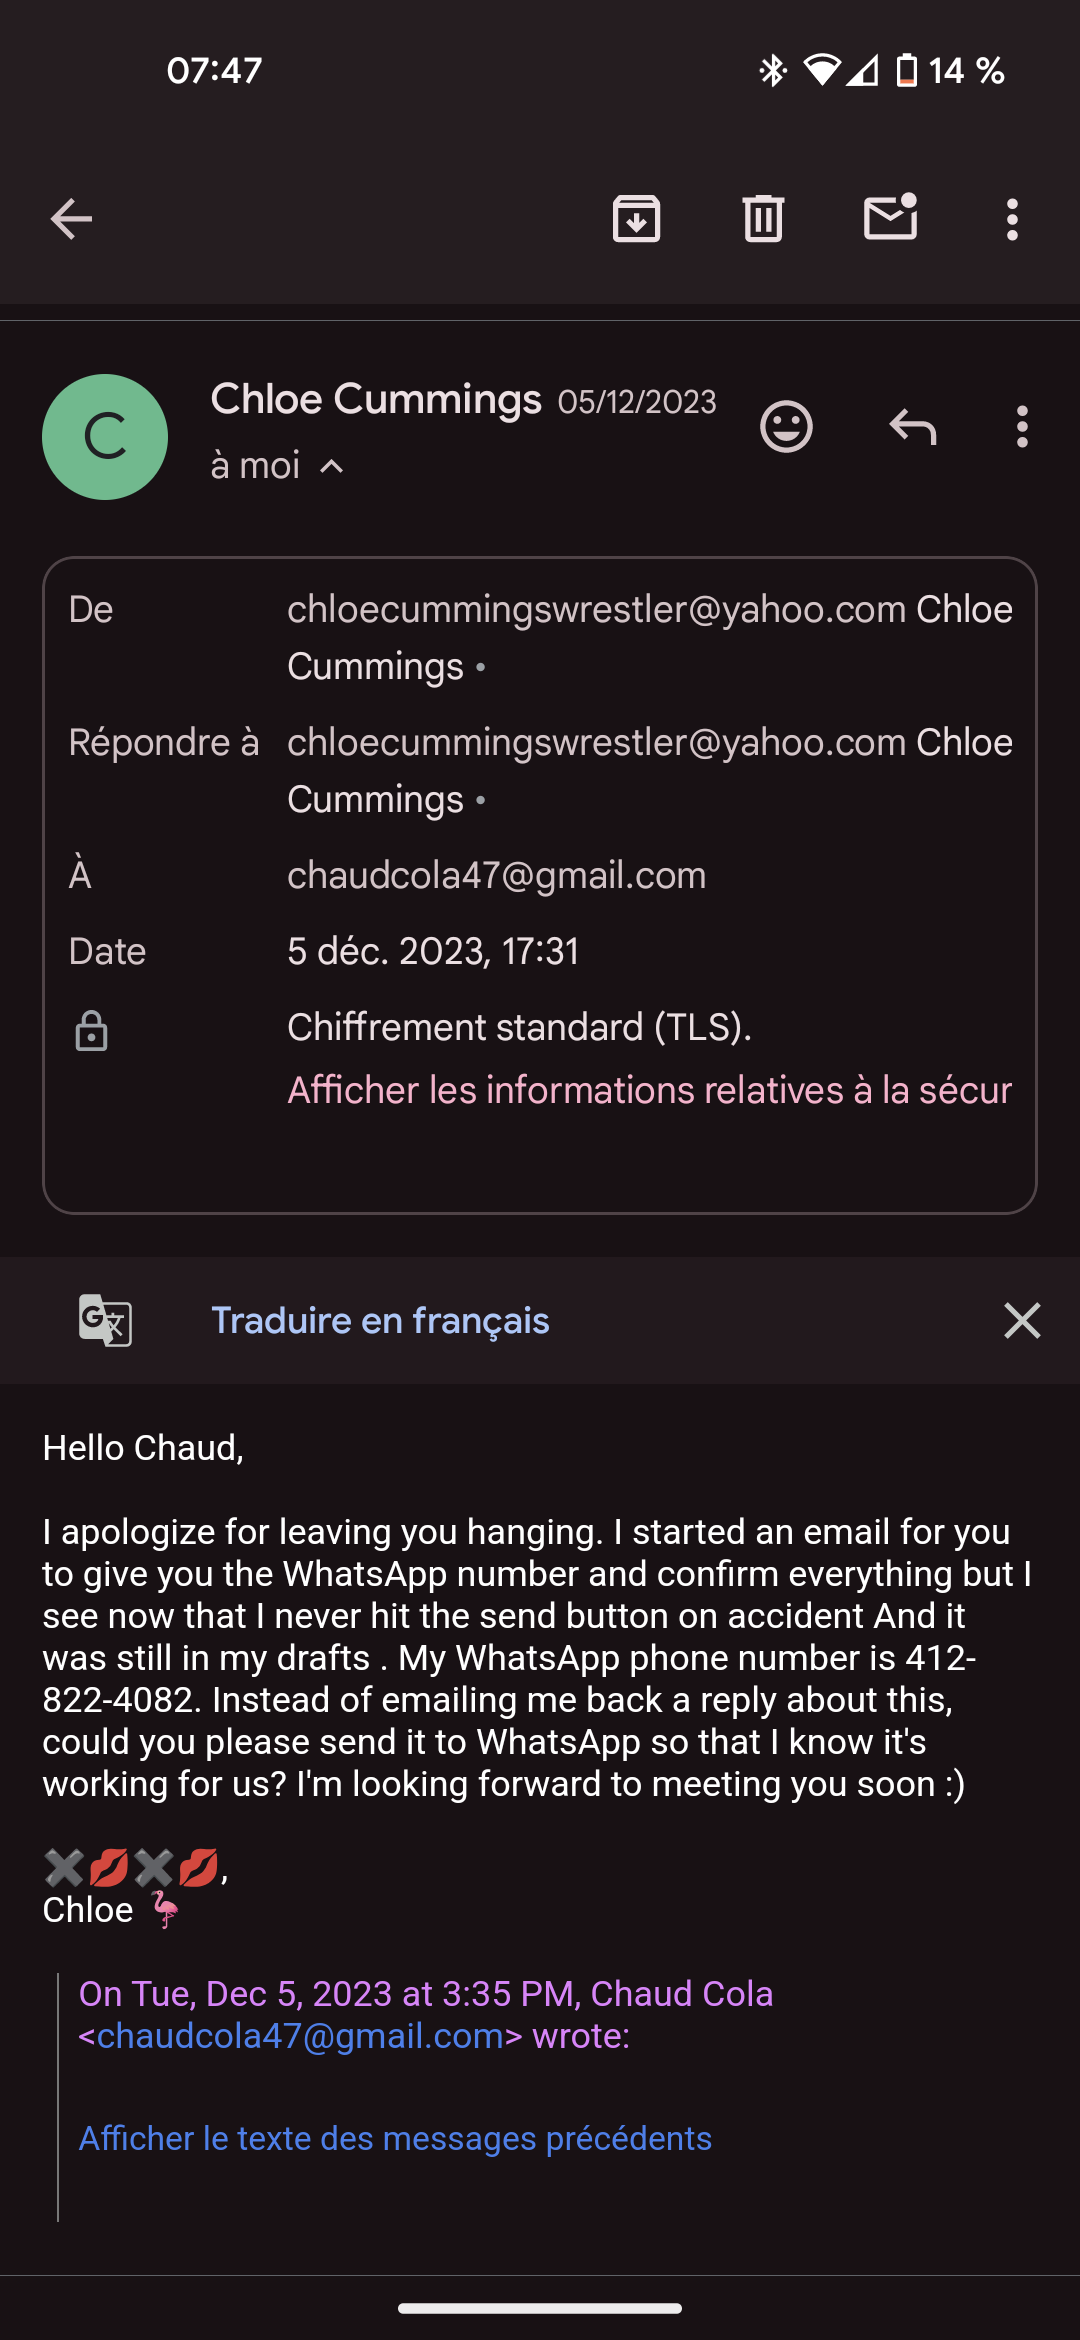 07:47
14 %
C
Chloe Cummings 05/12/2023
à moi
De chloecummingswrestler@yahoo.com Chloe
Cummings •
Répondre à chloecummingswrestler@yahoo.com Chloe
Cummings •
À chaudcola47@gmail.com
Date 5 déc. 2023, 17:31
Chiffrement standard (TLS).
Afficher les informations relatives à la sécur
G文 Traduire en français
Hello Chaud,
I apologize for leaving you hanging. I started an email for you
to give you the WhatsApp number and confirm everything but I
see now that I never hit the send button on accident And it
was still in my drafts . My WhatsApp phone number is 412-
822-4082. Instead of emailing me back a reply about this,
could you please send it to WhatsApp so that I know it's
working for us? I'm looking forward to meeting you soon :)
✖️💋✖️💋,
Chloe 🦩
On Tue, Dec 5, 2023 at 3:35 PM, Chaud Cola
<chaudcola47@gmail.com> wrote:
Afficher le texte des messages précédents